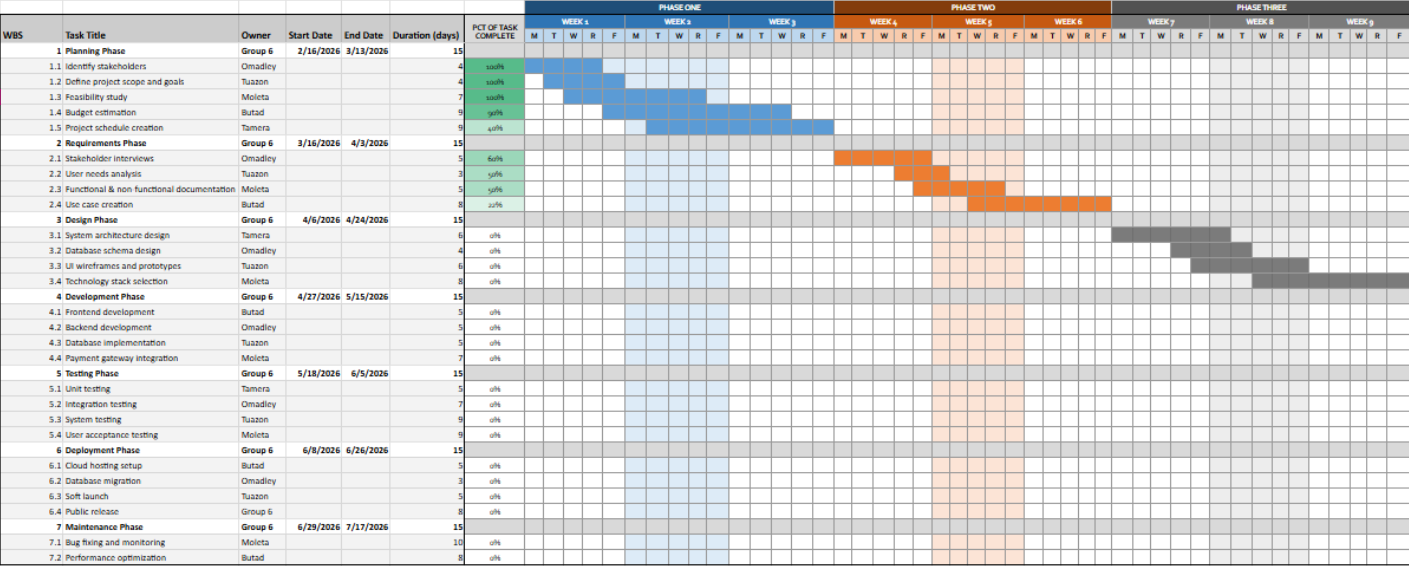 PHASE ONE PHASE TWO PHASE THREE
WEEK 1 WEEK 2 WEEK 3 WEEK 4 WEEK 5 WEEK 6 WEEK 7 WEEK 8 WEEK 9
WBS Task Title Owner Start Date End Date Duration (days) PCT OF TASK COMPLETE M T W R F M T W R F M T W R F M T W R F M T W R F M T W R F M T W R F M T W R F M T W R F
1 Planning Phase Group 6 2/16/2026 3/13/2026 15
1.1 Identify stakeholders Omadley 4 100%
1.2 Define project scope and goals Tuazon 4 100%
1.3 Feasibility study Moleta 7 100%
1.4 Budget estimation Butad 9 90%
1.5 Project schedule creation Tamera 9 40%
2 Requirements Phase Group 6 3/16/2026 4/3/2026 15
2.1 Stakeholder interviews Omadley 5 60%
2.2 User needs analysis Tuazon 3 50%
2.3 Functional & non-functional documentation Moleta 5 50%
2.4 Use case creation Butad 8 22%
3 Design Phase Group 6 4/6/2026 4/24/2026 15
3.1 System architecture design Tamera 6 0%
3.2 Database schema design Omadley 4 0%
3.3 UI wireframes and prototypes Tuazon 6 0%
3.4 Technology stack selection Moleta 8 0%
4 Development Phase Group 6 4/27/2026 5/15/2026 15
4.1 Frontend development Butad 5 0%
4.2 Backend development Omadley 5 0%
4.3 Database implementation Tuazon 5 0%
4.4 Payment gateway integration Moleta 7 0%
5 Testing Phase Group 6 5/18/2026 6/5/2026 15
5.1 Unit testing Tamera 5 0%
5.2 Integration testing Omadley 7 0%
5.3 System testing Tuazon 9 0%
5.4 User acceptance testing Moleta 9 0%
6 Deployment Phase Group 6 6/8/2026 6/26/2026 15
6.1 Cloud hosting setup Butad 5 0%
6.2 Database migration Omadley 3 0%
6.3 Soft launch Tuazon 5 0%
6.4 Public release Group 6 8 0%
7 Maintenance Phase Group 6 6/29/2026 7/17/2026 15
7.1 Bug fixing and monitoring Moleta 10 0%
7.2 Performance optimization Butad 8 0%